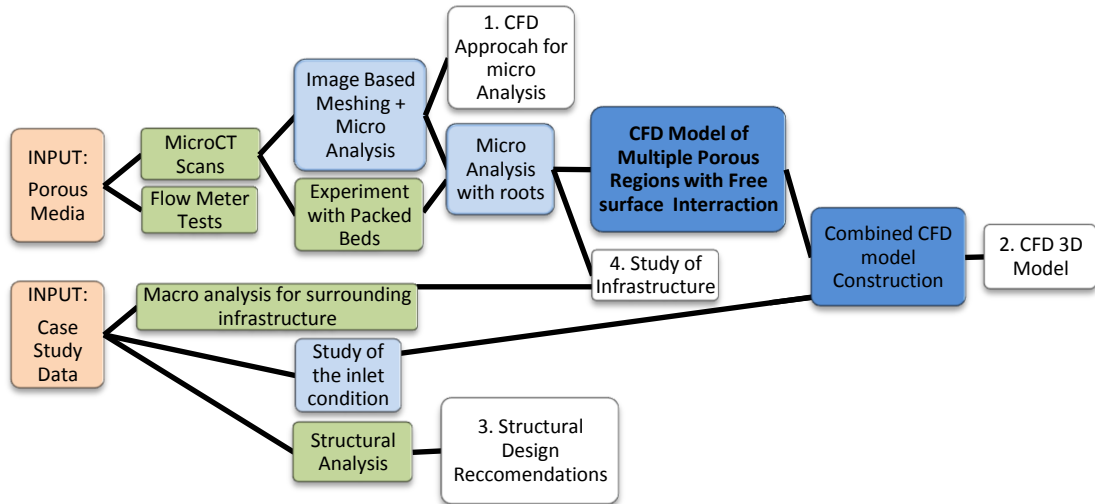 INPUT:
Porous
Media
MicroCT
Scans
Flow Meter
Tests
Image Based
Meshing +
Micro
Analysis
Experiment
with Packed
Beds
1. CFD
Approcah for
micro
Analysis
Micro
Analysis
with roots
CFD Model of
Multiple Porous
Regions with Free
surface Interraction
4. Study of
Infrastructure
Combined CFD
model
Construction
2. CFD 3D
Model
INPUT:
Case
Study
Data
Macro analysis for surrounding
infrastructure
Study of
the inlet
condition
Structural
Analysis
3. Structural
Design
Reccomendations